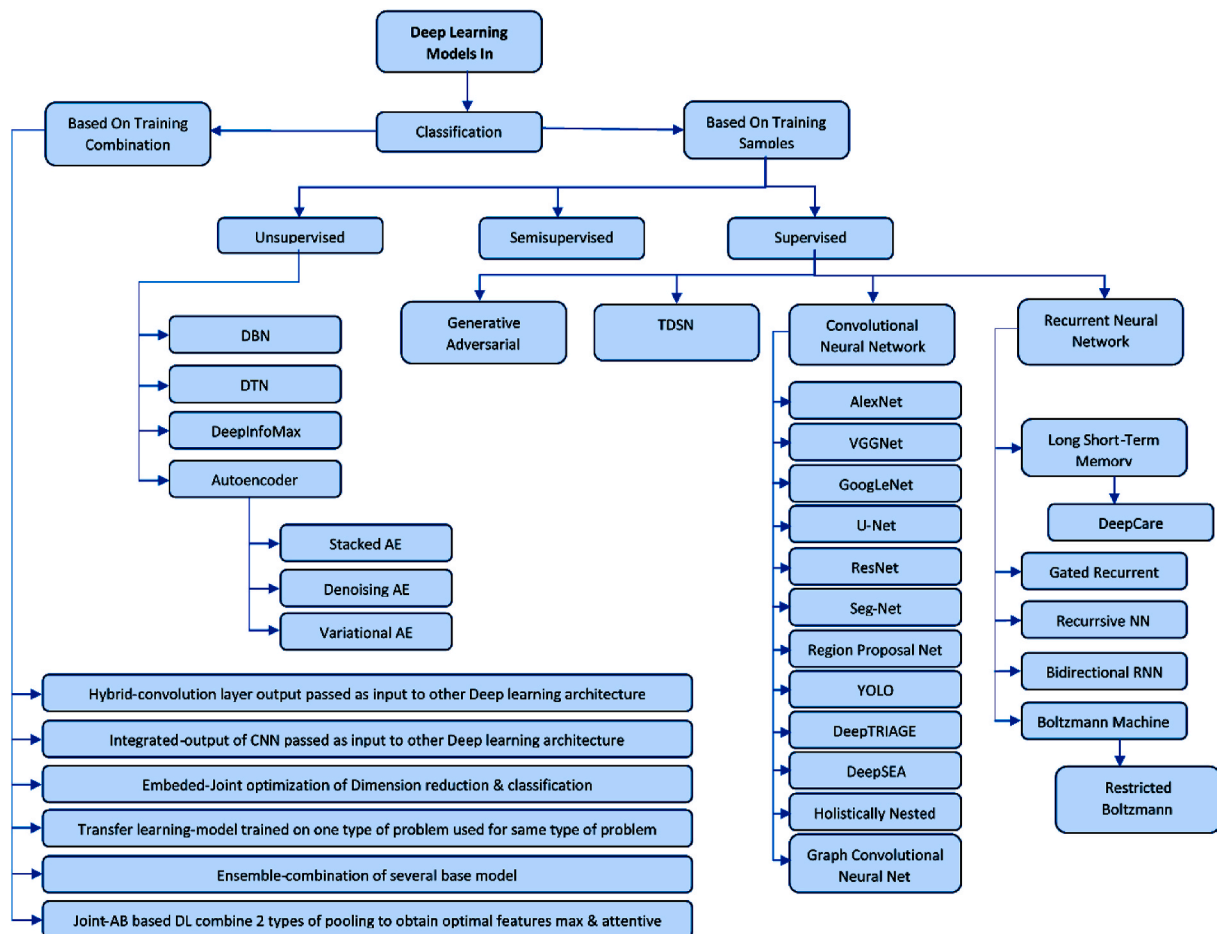 Deep Learning
Models In
Based On Training
Combination
Classification
Based On Training
Samples
Unsupervised
Semisupervised
Supervised
Generative
Adversarial
TDSN
Convolutional
Neural Network
Recurrent Neural
Network
DBN
DTN
DeepInfoMax
Autoencoder
Stacked AE
Denoising AE
Variational AE
AlexNet
VGGNet
GoogLeNet
U-Net
ResNet
Seg-Net
Region Proposal Net
YOLO
DeepTRIAGE
DeepSEA
Holistically Nested
Graph Convolutional
Neural Net
Long Short-Term
Memory
DeepCare
Gated Recurrent
Recurrsive NN
Bidirectional RNN
Boltzmann Machine
Restricted
Boltzmann
Hybrid-convolution layer output passed as input to other Deep learning architecture
Integrated-output of CNN passed as input to other Deep learning architecture
Embeded-Joint optimization of Dimension reduction & classification
Transfer learning-model trained on one type of problem used for same type of problem
Ensemble-combination of several base model
Joint-AB based DL combine 2 types of pooling to obtain optimal features max & attentive